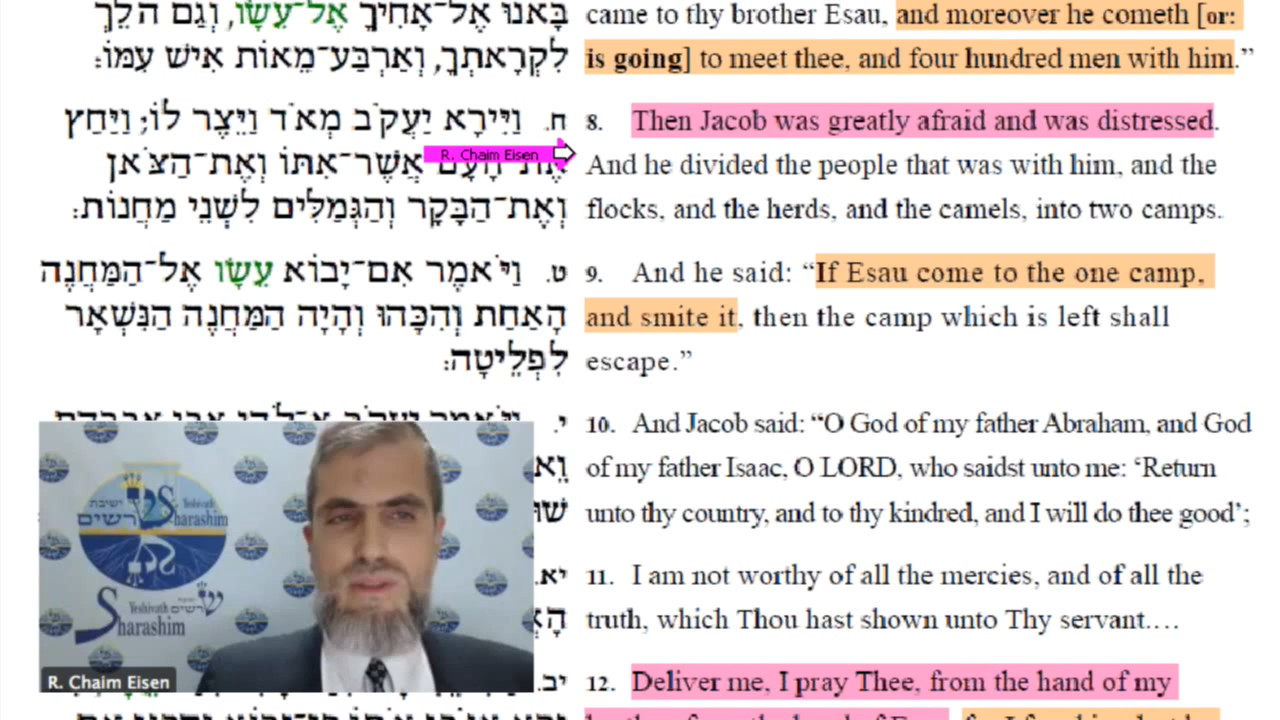 בָּאנוּ אֶל־אָחִיךָ אֶל־עֵשָׂו, וְגַם הֹלֵךְ
לִקְרָאתְךָ, וְאַרְבַּע־מֵאוֹת אִישׁ עִמּוֹ:
came to thy brother Esau, and moreover he cometh [or:
is going] to meet thee, and four hundred men with him.”
ח. וַיִּירָא יַעֲקֹב מְאֹד וַיֵּצֶר לוֹ; וַיַּחַץ
אֶת־הָעָם אֲשֶׁר־אִתּוֹ וְאֶת־הַצֹּאן
וְאֶת־הַבָּקָר וְהַגְּמַלִּים לִשְׁנֵי מַחֲנוֹת:
R. Chaim Eisen
8. Then Jacob was greatly afraid and was distressed.
And he divided the people that was with him, and the
flocks, and the herds, and the camels, into two camps.
ט. וַיֹּאמֶר אִם־יָבוֹא עֵשָׂו אֶל־הַמַּחֲנֶה
הָאַחַת וְהִכָּהוּ וְהָיָה הַמַּחֲנֶה הַנִּשְׁאָר
לִפְלֵיטָה:
9. And he said: “If Esau come to the one camp,
and smite it, then the camp which is left shall
escape.”
י.
10. And Jacob said: “O God of my father Abraham, and God
of my father Isaac, O LORD, who saidst unto me: ‘Return
unto thy country, and to thy kindred, and I will do thee good’;
יא.
11. I am not worthy of all the mercies, and of all the
truth, which Thou hast shown unto Thy servant....
יב.
12. Deliver me, I pray Thee, from the hand of my
ישיבת
שרשים
Yeshivath
Sharashim
Yeshivath
Sharashim
R. Chaim Eisen